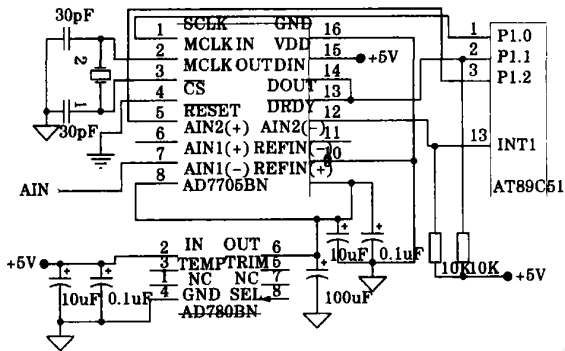 30pF
2
1
30pF
AIN
1 SCLK GND 16
2 MCLK IN VDD 15 +5V
3 MCLK OUT DIN 14
4 CS DOUT 13
5 RESET DRDY 12
6 AIN2(+) AIN2(-) 11
7 AIN1(+) REFIN(-) 10
8 AIN1(-) REFIN(+)
AD7705BN
1 P1.0
2 P1.1
3 P1.2
13 INT1
AT89C51
10K 10K
+5V
+5V
10uF 0.1uF
2 IN OUT 6
3 TEMP TRIM 5
1 NC NC 7
4 GND SEL 8
AD780BN
10uF 0.1uF
100uF